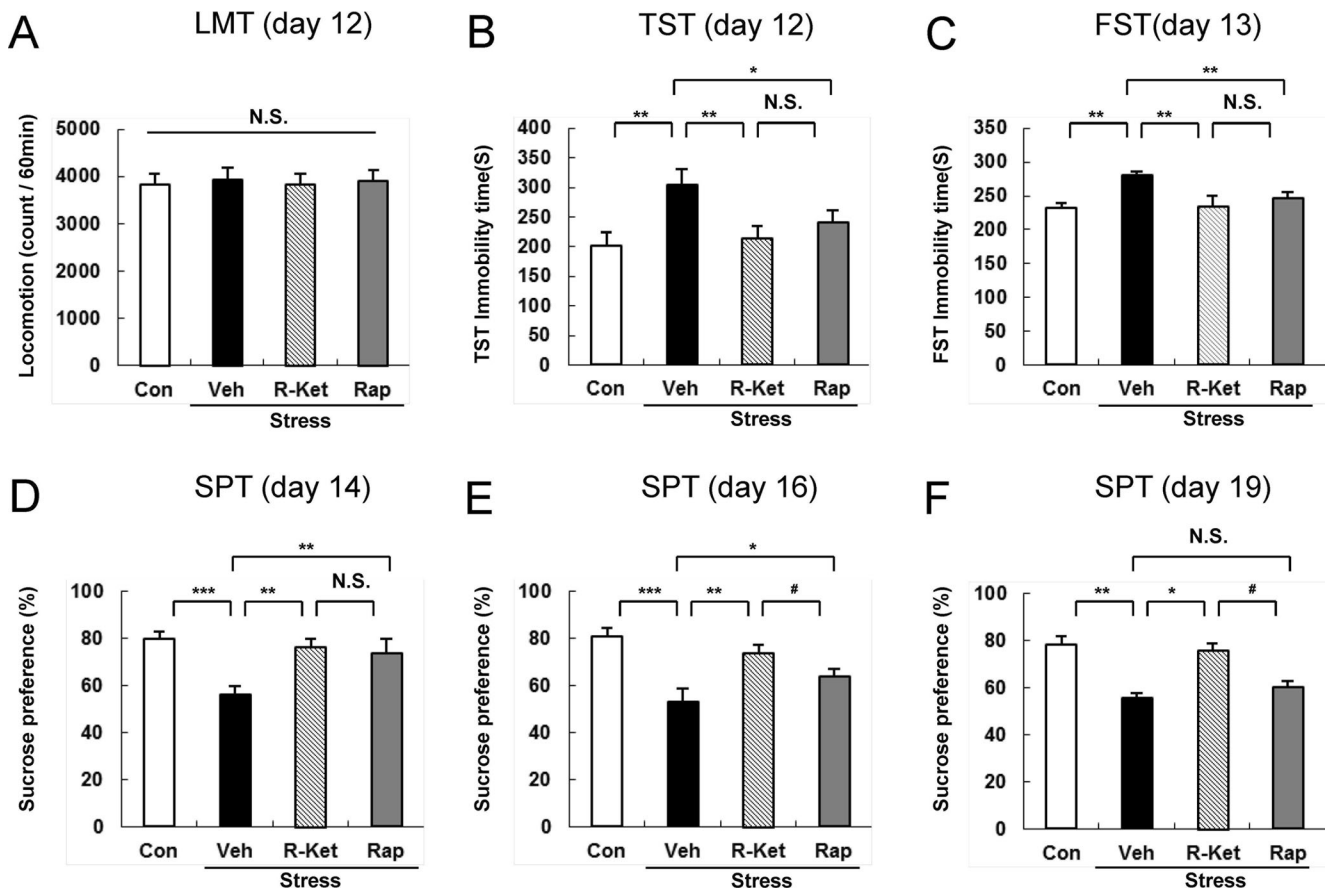 A
LMT (day 12)
N.S.
Locomotion (count / 60min)
5000
4000
3000
2000
1000
0
Con
Veh
R-Ket
Rap
Stress
B
TST (day 12)
*
**
**
N.S.
TST Immobility time(S)
400
350
300
250
200
150
100
50
0
Con
Veh
R-Ket
Rap
Stress
C
FST(day 13)
**
**
**
N.S.
FST Immobility time(S)
350
300
250
200
150
100
50
0
Con
Veh
R-Ket
Rap
Stress
D
SPT (day 14)
**
***
**
N.S.
Sucrose preference (%)
100
80
60
40
20
0
Con
Veh
R-Ket
Rap
Stress
E
SPT (day 16)
*
***
**
#
Sucrose preference (%)
100
80
60
40
20
0
Con
Veh
R-Ket
Rap
Stress
F
SPT (day 19)
N.S.
**
*
#
Sucrose preference (%)
100
80
60
40
20
0
Con
Veh
R-Ket
Rap
Stress